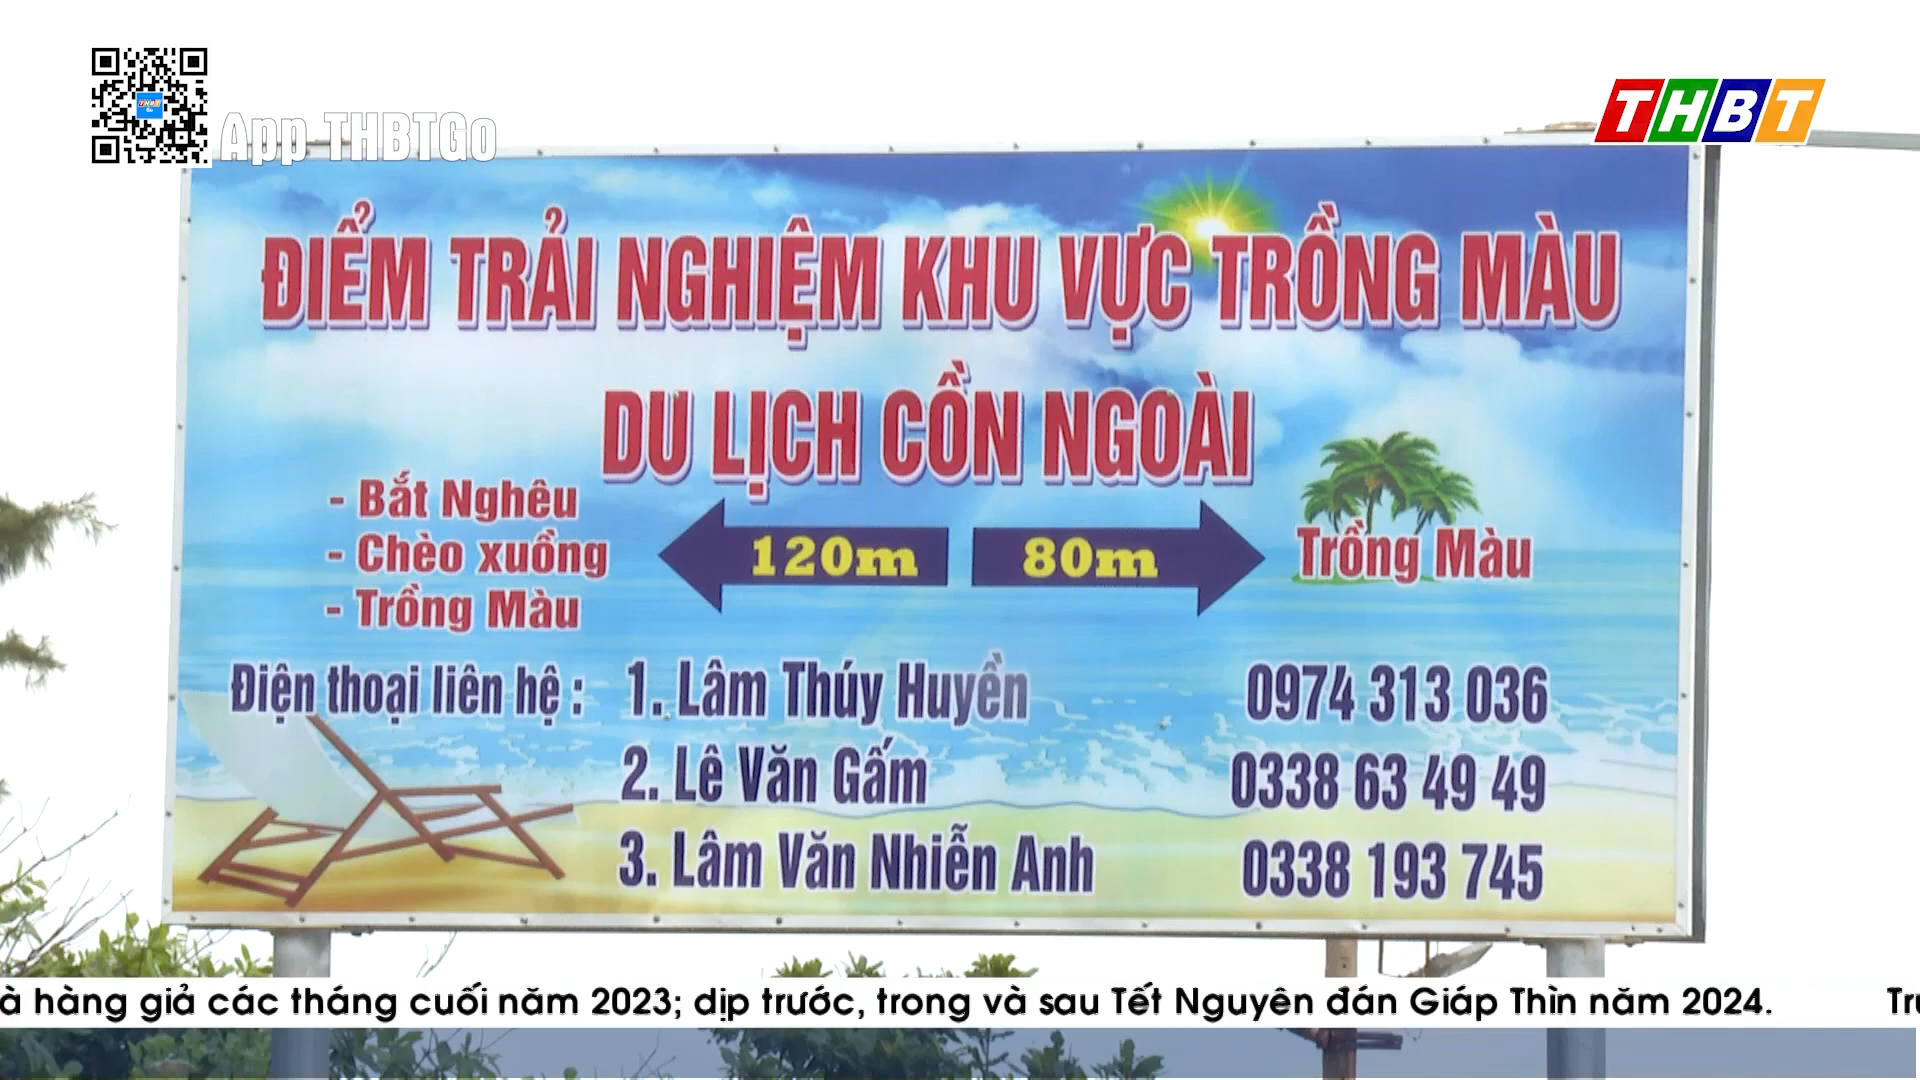 App THBTGo
THBT
ĐIỂM TRẢI NGHIỆM KHU VỰC TRỒNG MÀU
DU LỊCH CỒN NGOÀI
- Bắt Nghêu
- Chèo xuồng
- Trồng Màu
120m
80m
Trồng Màu
Điện thoại liên hệ : 1. Lâm Thúy Huyền 0974 313 036
2. Lê Văn Gấm 0338 63 49 49
3. Lâm Văn Nhiễn Anh 0338 193 745
à hàng giả các tháng cuối năm 2023; dịp trước, trong và sau Tết Nguyên đán Giáp Thìn năm 2024.